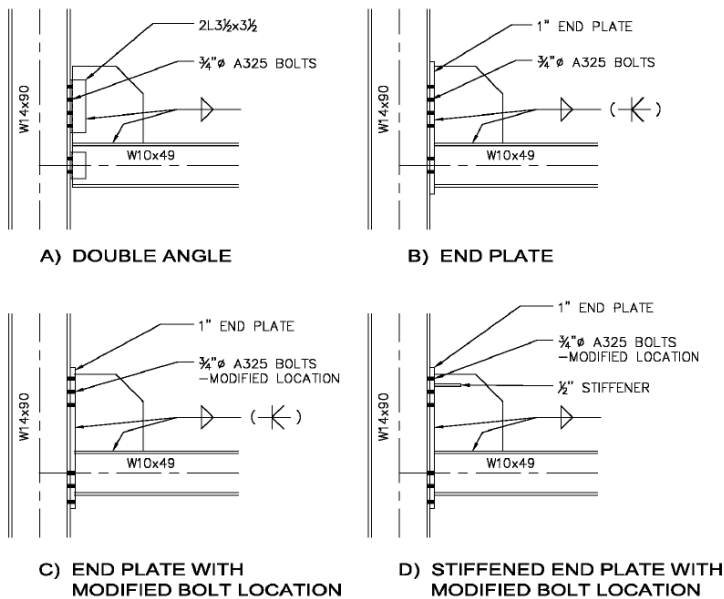 2L3½x3½
¾"ø A325 BOLTS
W14x90
W10x49
A) DOUBLE ANGLE
1" END PLATE
¾"ø A325 BOLTS
( )
W14x90
W10x49
B) END PLATE
1" END PLATE
¾"ø A325 BOLTS
–MODIFIED LOCATION
( )
W14x90
W10x49
C) END PLATE WITH
MODIFIED BOLT LOCATION
1" END PLATE
¾"ø A325 BOLTS
–MODIFIED LOCATION
½" STIFFENER
W14x90
W10x49
D) STIFFENED END PLATE WITH
MODIFIED BOLT LOCATION